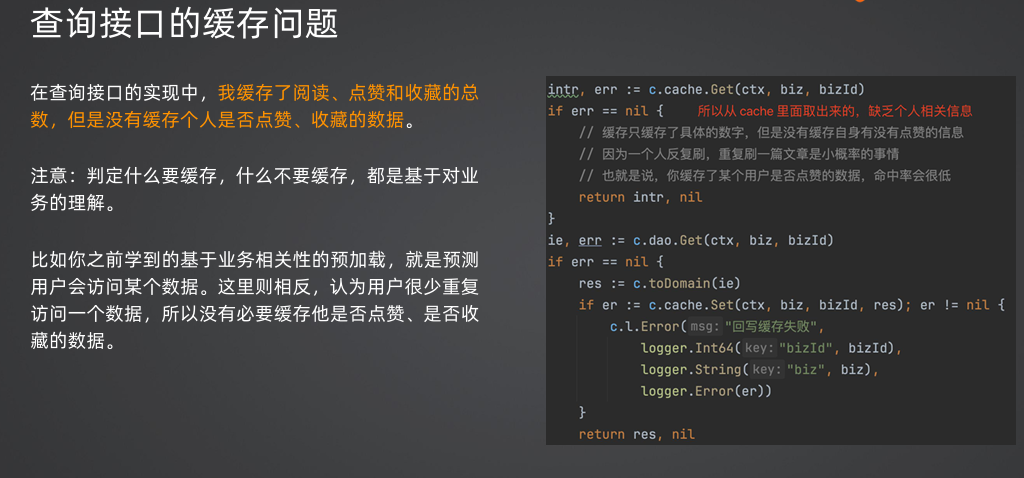 查询接口的缓存问题
在查询接口的实现中，我缓存了阅读、点赞和收藏的总
数，但是没有缓存个人是否点赞、收藏的数据。
注意：判定什么要缓存，什么不要缓存，都是基于对业
务的理解。
比如你之前学到的基于业务相关性的预加载，就是预测
用户会访问某个数据。这里则相反，认为用户很少重复
访问一个数据，所以没有必要缓存他是否点赞、是否收
藏的数据。
intr, err := c.cache.Get(ctx, biz, bizId)
if err == nil { 所以从 cache 里面取出来的，缺乏个人相关信息
// 缓存只缓存了具体的数字，但是没有缓存自身有没有点赞的信息
// 因为一个人反复刷，重复刷一篇文章是小概率的事情
// 也就是说，你缓存了某个用户是否点赞的数据，命中率会很低
return intr, nil
}
ie, err := c.dao.Get(ctx, biz, bizId)
if err == nil {
res := c.toDomain(ie)
if er := c.cache.Set(ctx, biz, bizId, res); er != nil {
c.l.Error( msg: "回写缓存失败",
logger.Int64( key: "bizId", bizId),
logger.String( key: "biz", biz),
logger.Error(er))
}
return res, nil